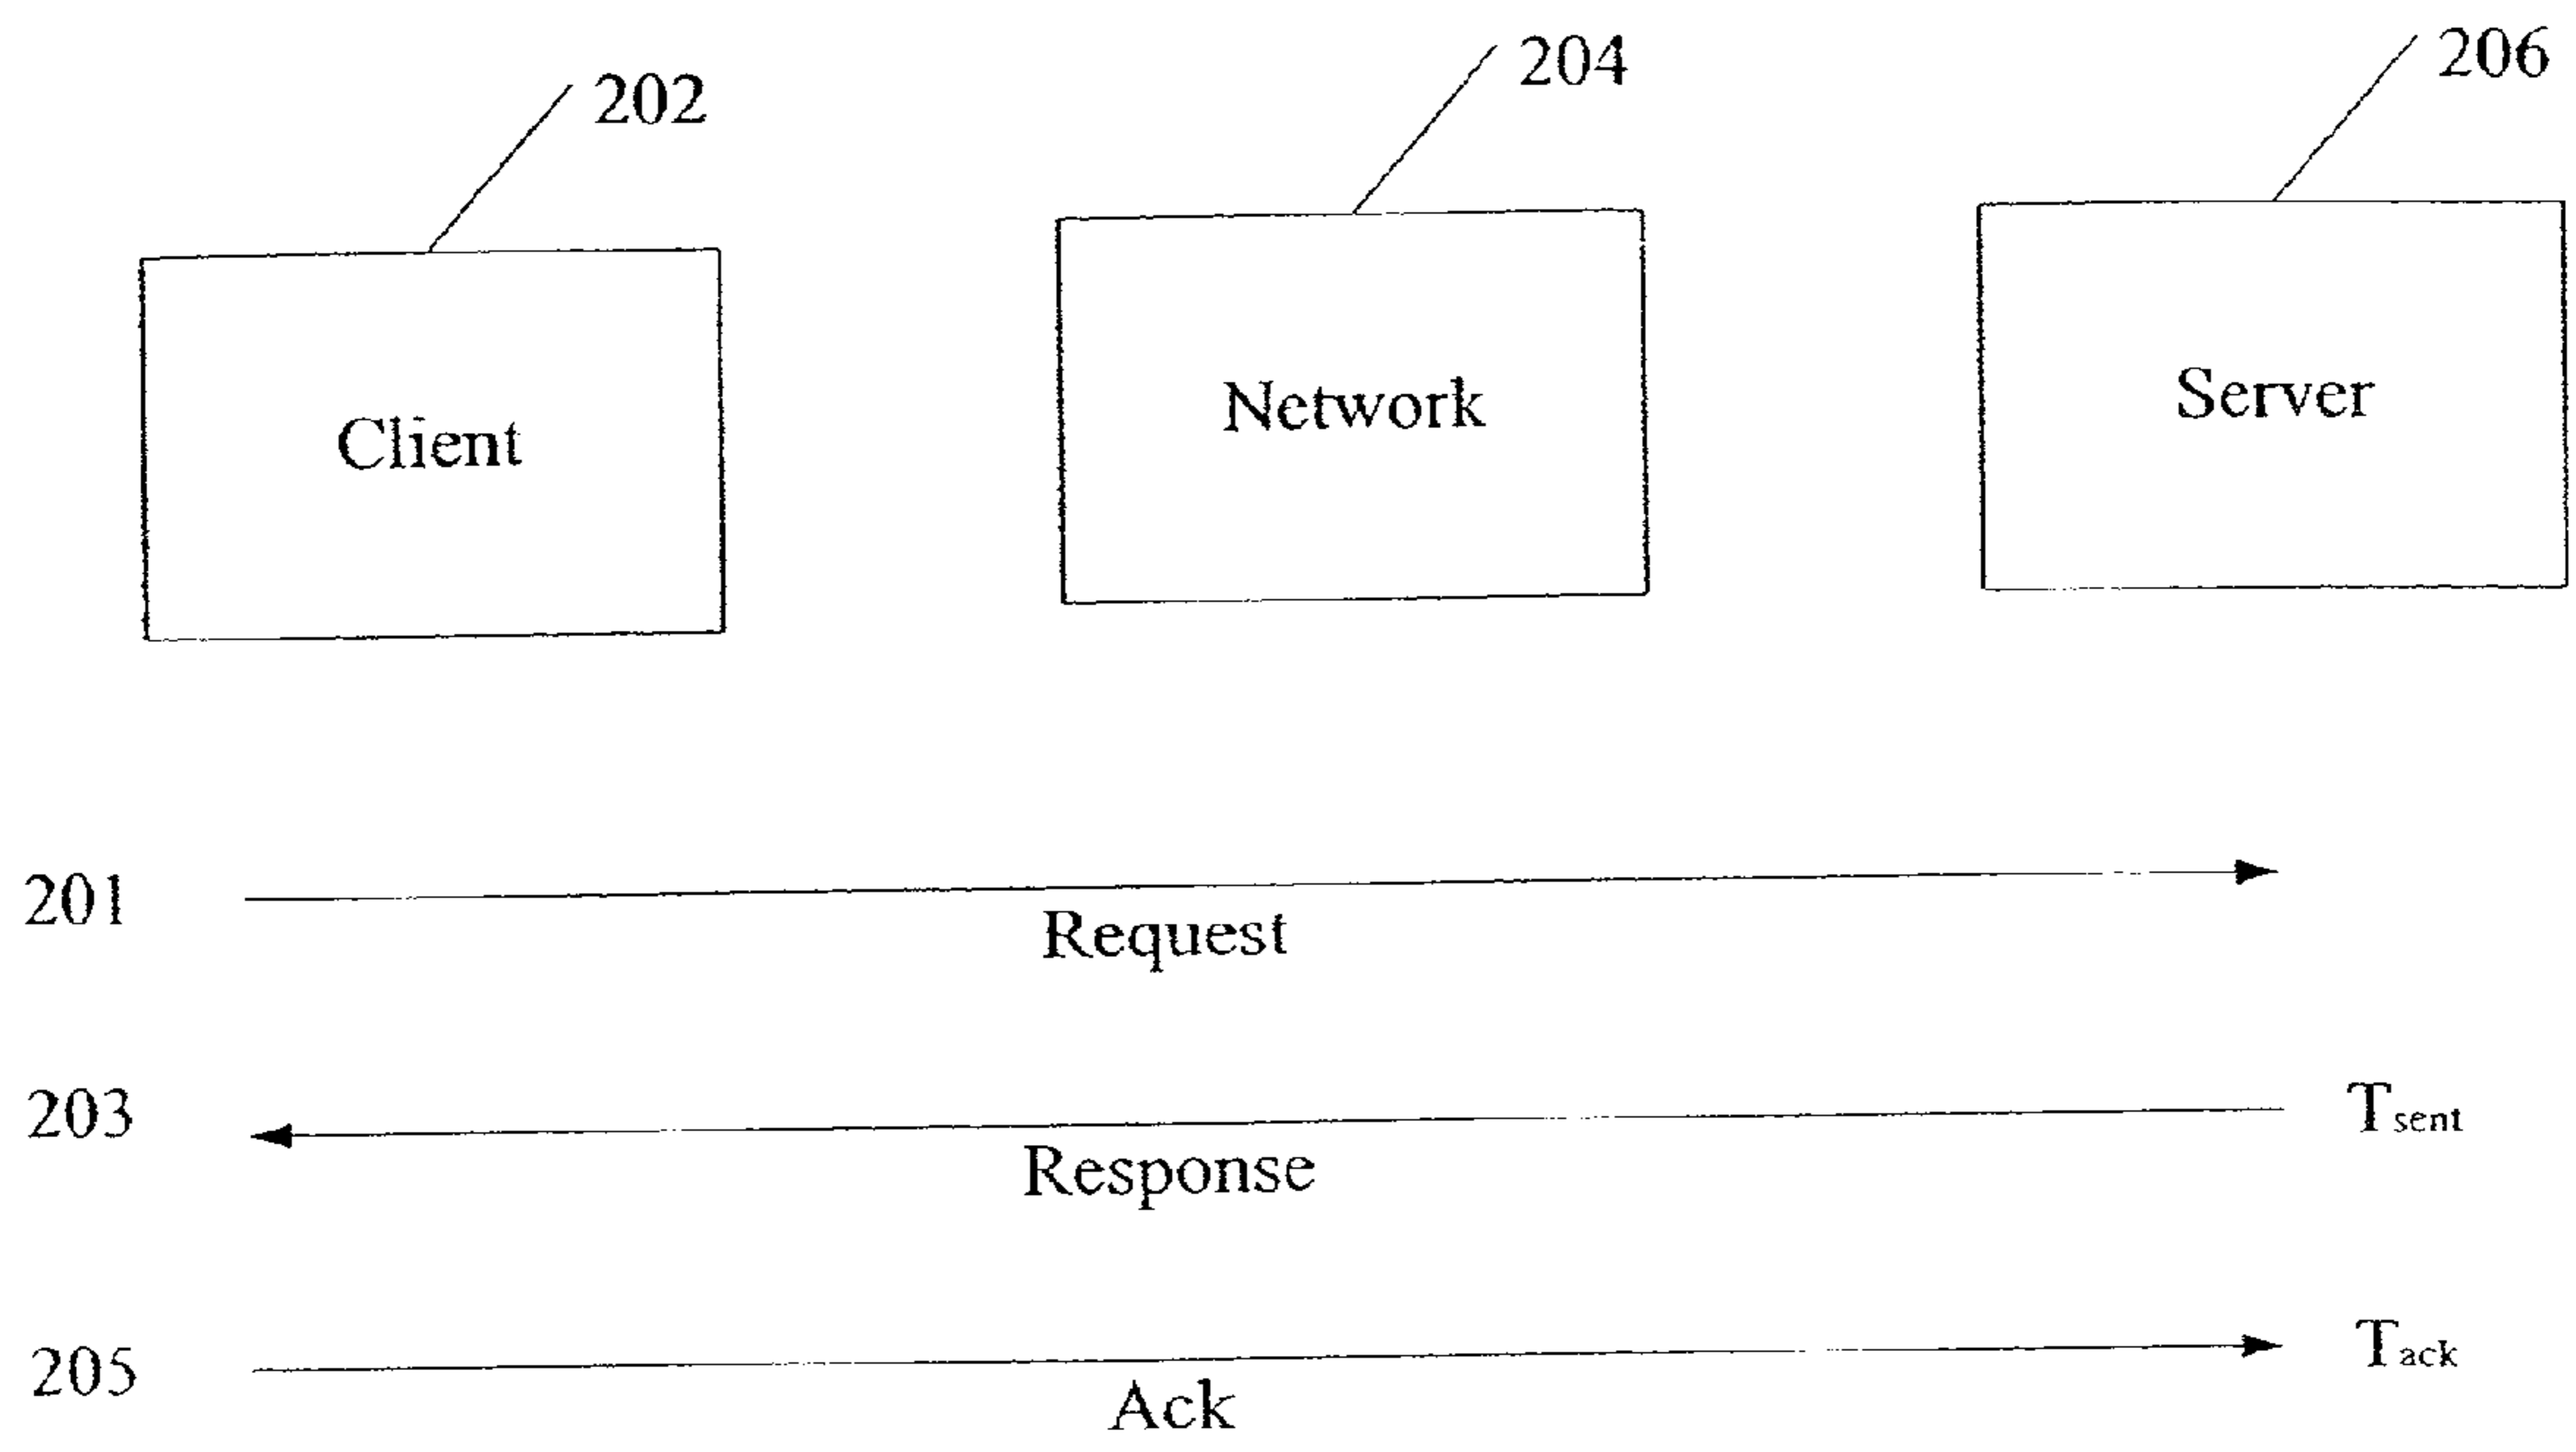 202
204
206
Client
Network
Server
201
Request
203
Response
Tsent
205
Ack
Tack